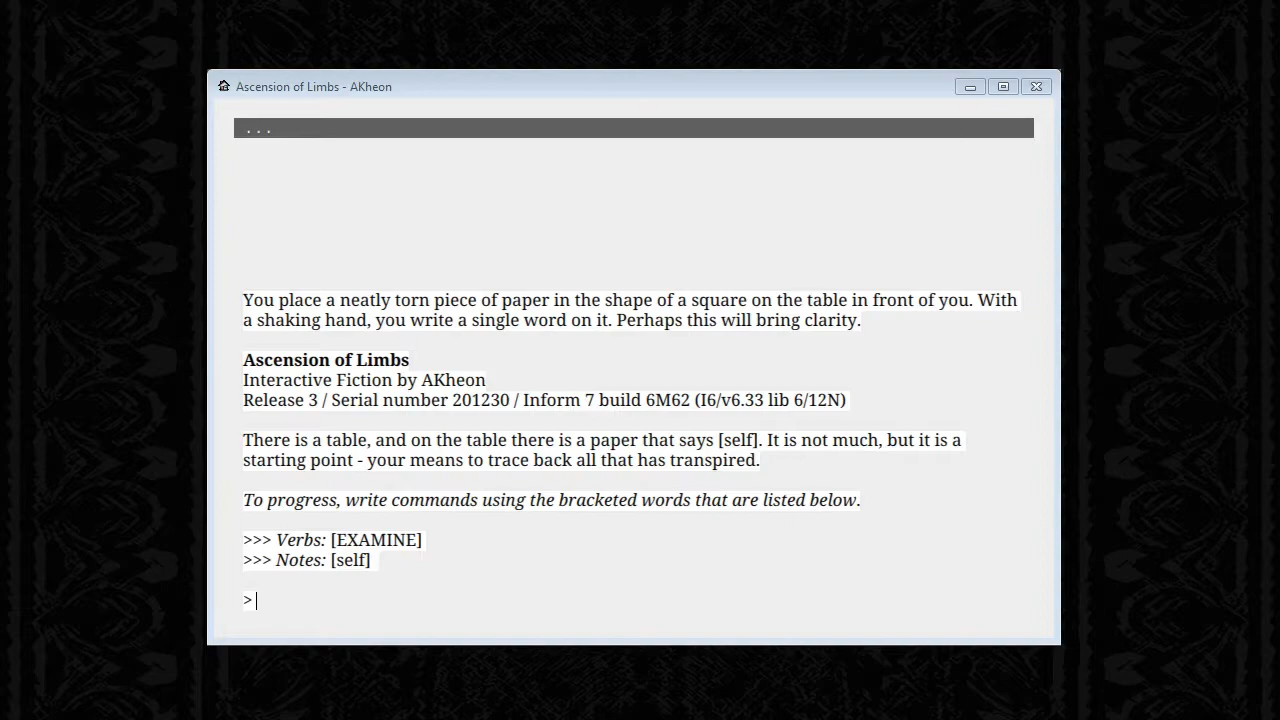 Ascension of Limbs - AKheon
...
You place a neatly torn piece of paper in the shape of a square on the table in front of you. With
a shaking hand, you write a single word on it. Perhaps this will bring clarity.
Ascension of Limbs
Interactive Fiction by AKheon
Release 3 / Serial number 201230 / Inform 7 build 6M62 (I6/v6.33 lib 6/12N)
There is a table, and on the table there is a paper that says [self]. It is not much, but it is a
starting point - your means to trace back all that has transpired.
To progress, write commands using the bracketed words that are listed below.
>>> Verbs: [EXAMINE]
>>> Notes: [self]
>